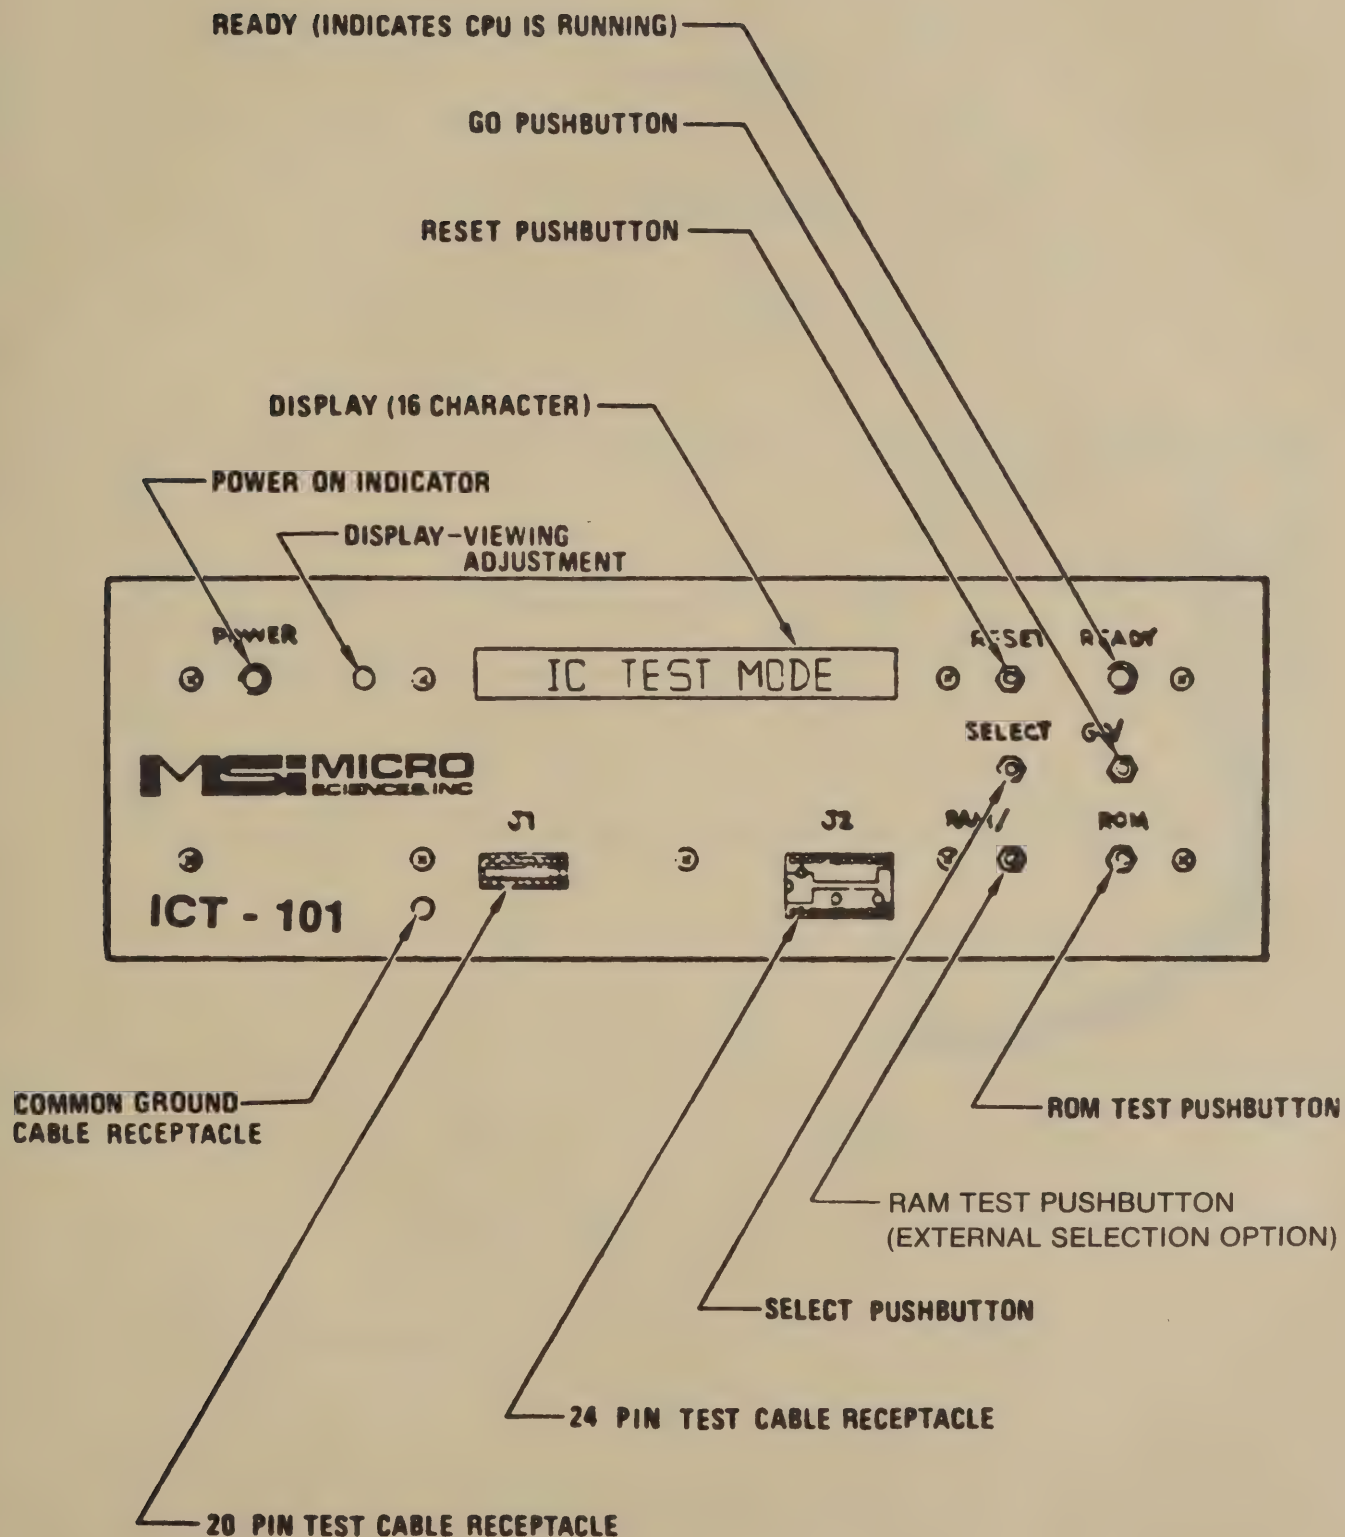 READY (INDICATES CPU IS RUNNING)
GO PUSHBUTTON
RESET PUSHBUTTON
DISPLAY (16 CHARACTER)
POWER ON INDICATOR
DISPLAY-VIEWING
ADJUSTMENT
POWER
IC TEST MODE
RESET READY
SELECT GO
MSi MICRO
SCIENCES, INC
J1 J2 RAM ROM
ICT - 101
COMMON GROUND
CABLE RECEPTACLE
ROM TEST PUSHBUTTON
RAM TEST PUSHBUTTON
(EXTERNAL SELECTION OPTION)
SELECT PUSHBUTTON
24 PIN TEST CABLE RECEPTACLE
20 PIN TEST CABLE RECEPTACLE